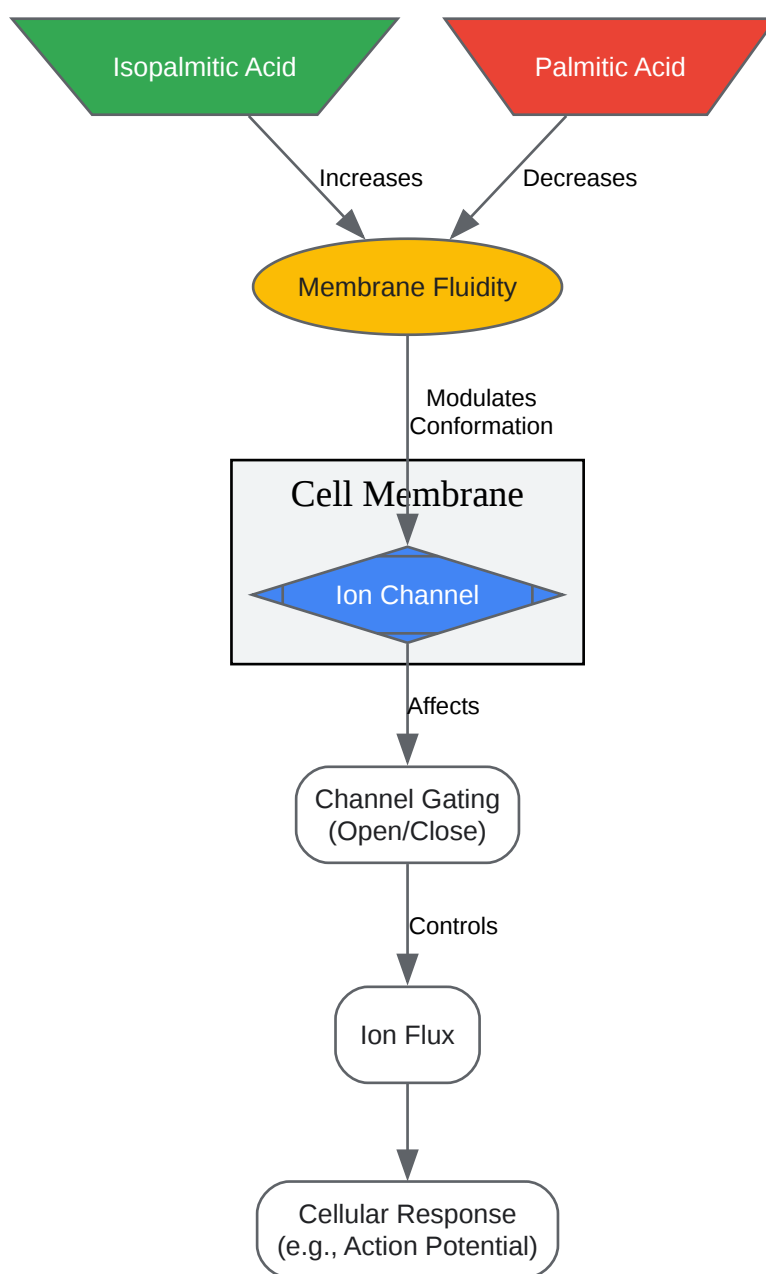 Isopalmitic Acid
Palmitic Acid
Increases
Decreases
Membrane Fluidity
Modulates
Conformation
Cell Membrane
Ion Channel
Affects
Channel Gating
(Open/Close)
Controls
Ion Flux
Cellular Response
(e.g., Action Potential)